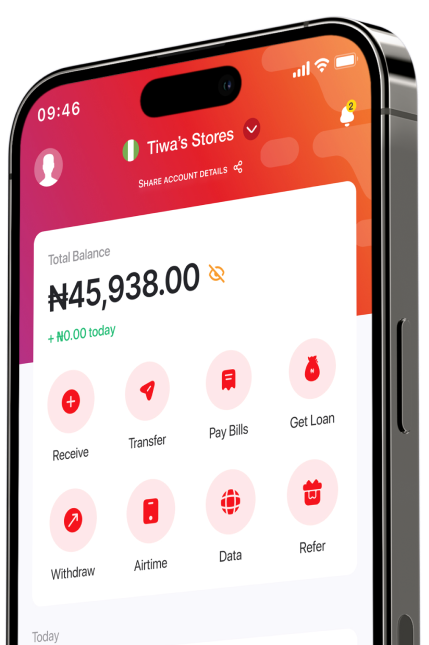 09:46
2
Tiwa's Stores
SHARE ACCOUNT DETAILS
Total Balance
₦45,938.00
+ ₦0.00 today
Receive
Transfer
Pay Bills
Get Loan
Withdraw
Airtime
Data
Refer
Today